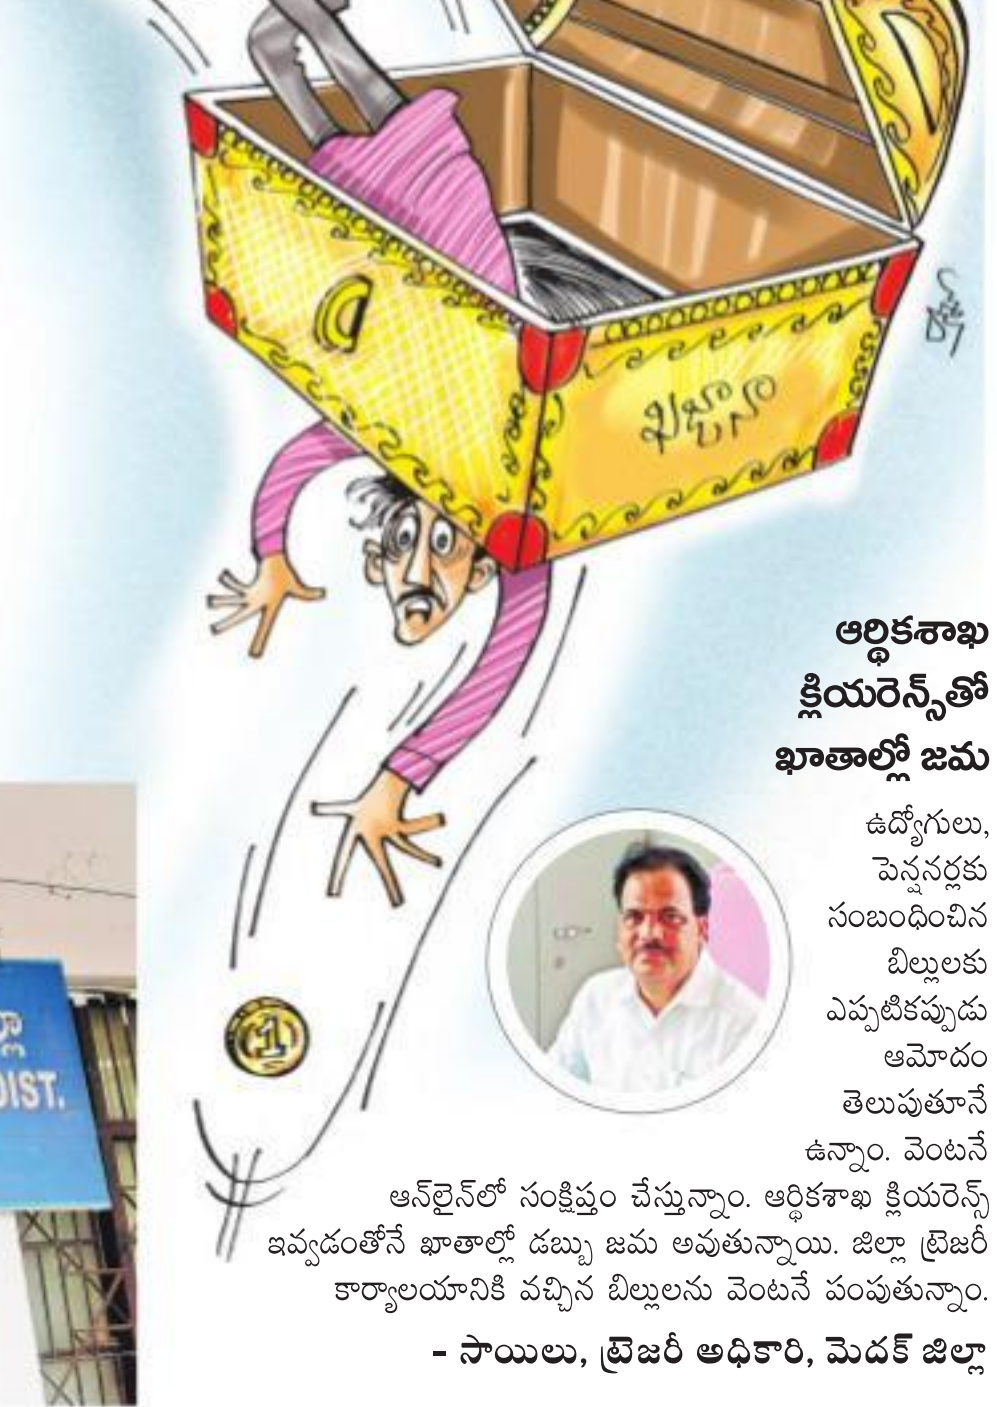 ఖజానా
ఆర్థికశాఖ
క్లియరెన్స్‌తో
ఖాతాల్లో జమ
ఉద్యోగులు,
పెన్షనర్లకు
సంబంధించిన
బిల్లులకు
ఎప్పటికప్పుడు
ఆమోదం
తెలుపుతూనే
ఉన్నాం. వెంటనే
ఆన్‌లైన్‌లో సంక్షిప్తం చేస్తున్నాం. ఆర్థికశాఖ క్లియరెన్స్
ఇవ్వడంతోనే ఖాతాల్లో డబ్బు జమ అవుతున్నాయి. జిల్లా ట్రెజరీ
కార్యాలయానికి వచ్చిన బిల్లులను వెంటనే పంపుతున్నాం.
- సాయిలు, ట్రెజరీ అధికారి, మెదక్ జిల్లా
1
DIST.